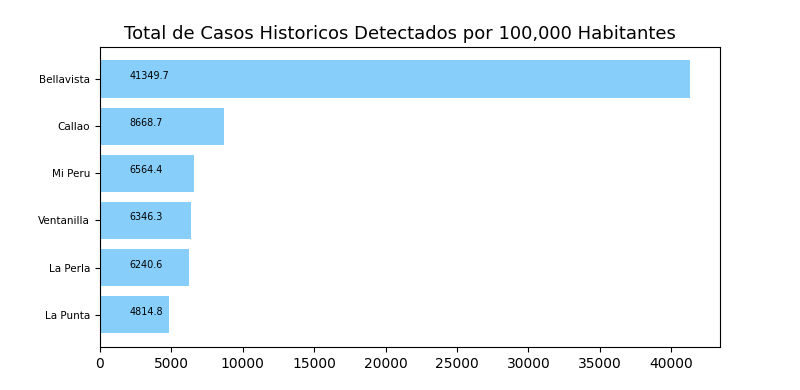 Total de Casos Historicos Detectados por 100,000 Habitantes
Bellavista 41349.7
Callao 8668.7
Mi Peru 6564.4
Ventanilla 6346.3
La Perla 6240.6
La Punta 4814.8
0 5000 10000 15000 20000 25000 30000 35000 40000